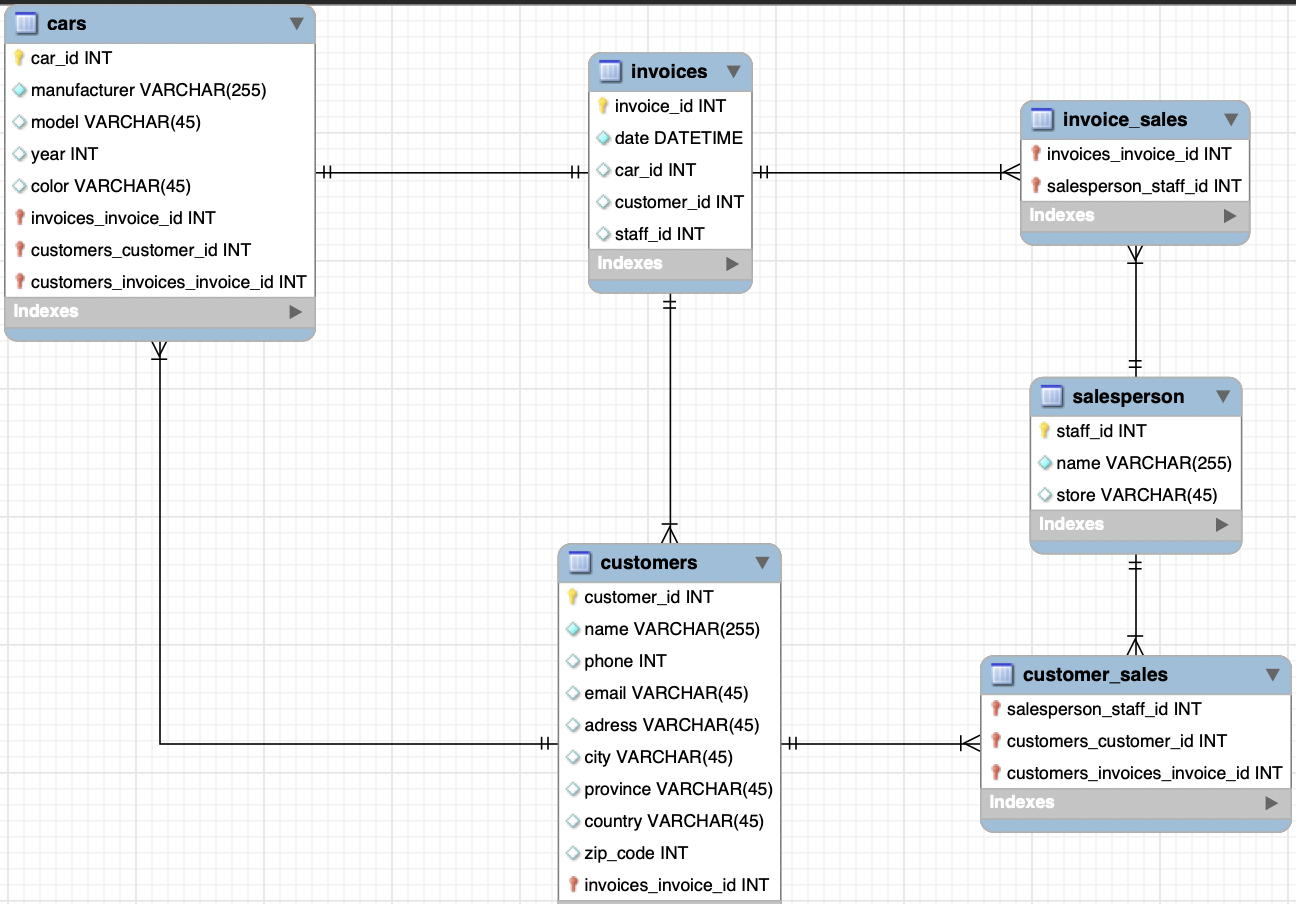 cars
car_id INT
manufacturer VARCHAR(255)
model VARCHAR(45)
year INT
color VARCHAR(45)
invoices_invoice_id INT
customers_customer_id INT
customers_invoices_invoice_id INT
Indexes
invoices
invoice_id INT
date DATETIME
car_id INT
customer_id INT
staff_id INT
Indexes
invoice_sales
invoices_invoice_id INT
salesperson_staff_id INT
Indexes
salesperson
staff_id INT
name VARCHAR(255)
store VARCHAR(45)
Indexes
customers
customer_id INT
name VARCHAR(255)
phone INT
email VARCHAR(45)
adress VARCHAR(45)
city VARCHAR(45)
province VARCHAR(45)
country VARCHAR(45)
zip_code INT
invoices_invoice_id INT
customer_sales
salesperson_staff_id INT
customers_customer_id INT
customers_invoices_invoice_id INT
Indexes